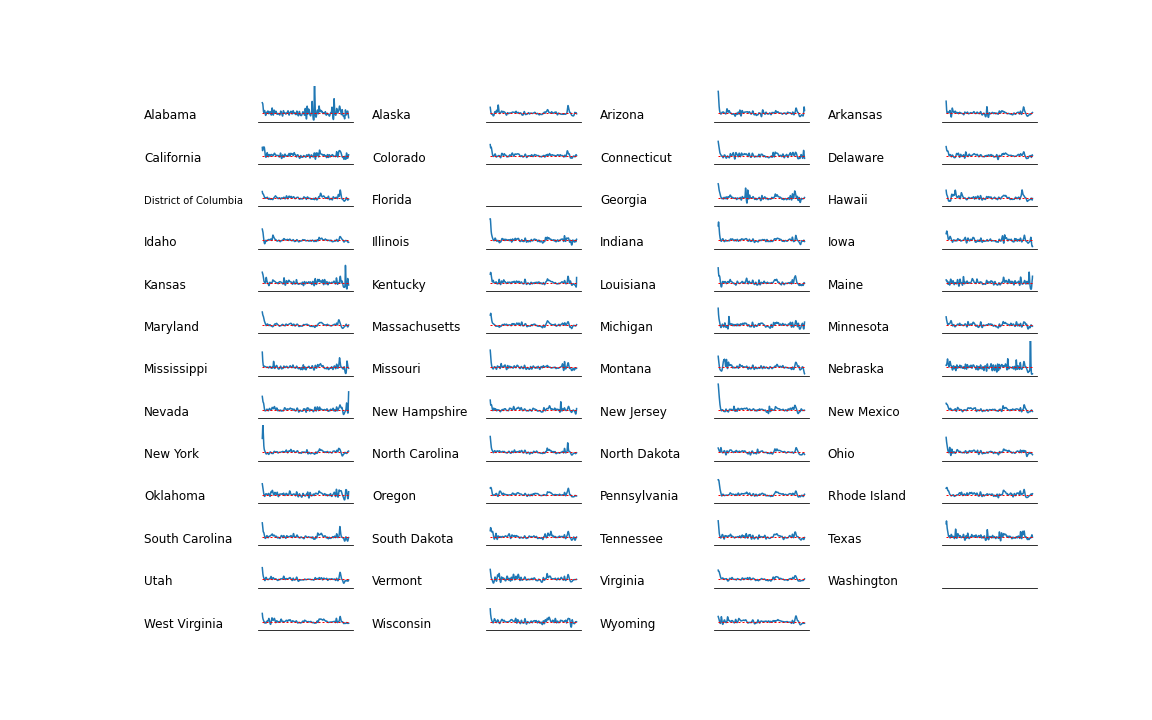 Alabama Alaska Arizona Arkansas
California Colorado Connecticut Delaware
District of Columbia Florida Georgia Hawaii
Idaho Illinois Indiana Iowa
Kansas Kentucky Louisiana Maine
Maryland Massachusetts Michigan Minnesota
Mississippi Missouri Montana Nebraska
Nevada New Hampshire New Jersey New Mexico
New York North Carolina North Dakota Ohio
Oklahoma Oregon Pennsylvania Rhode Island
South Carolina South Dakota Tennessee Texas
Utah Vermont Virginia Washington
West Virginia Wisconsin Wyoming